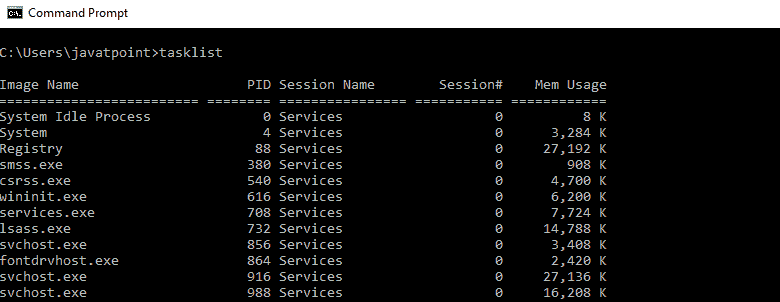 Command Prompt
C:\Users\javatpoint>tasklist
Image Name                     PID Session Name        Session#    Mem Usage
========================= ======== ================ =========== ============
System Idle Process              0 Services                   0          8 K
System                           4 Services                   0      3,284 K
Registry                        88 Services                   0     27,192 K
smss.exe                       380 Services                   0        908 K
csrss.exe                      540 Services                   0      4,700 K
wininit.exe                    616 Services                   0      6,200 K
services.exe                   708 Services                   0      7,724 K
lsass.exe                      732 Services                   0     14,788 K
svchost.exe                    856 Services                   0      3,408 K
fontdrvhost.exe                864 Services                   0      2,420 K
svchost.exe                    916 Services                   0     27,136 K
svchost.exe                    988 Services                   0     16,208 K